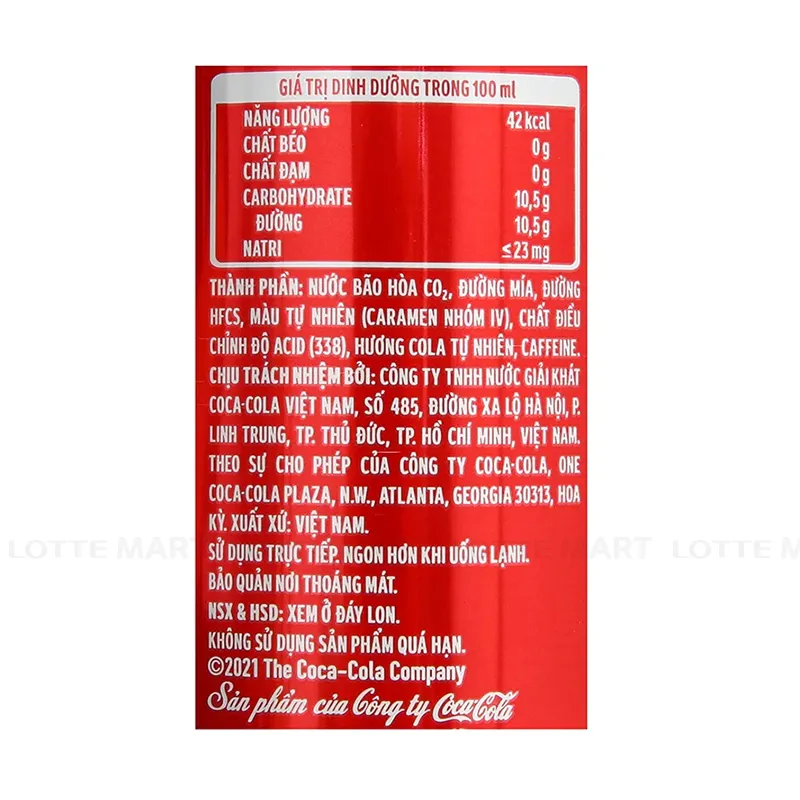 GIÁ TRỊ DINH DƯỠNG TRONG 100 ml
NĂNG LƯỢNG 42 kcal
CHẤT BÉO 0 g
CHẤT ĐẠM 0 g
CARBOHYDRATE 10,5 g
ĐƯỜNG 10,5 g
NATRI ≤ 23 mg
THÀNH PHẦN: NƯỚC BÃO HÒA CO₂, ĐƯỜNG MÍA, ĐƯỜNG
HFCS, MÀU TỰ NHIÊN (CARAMEN NHÓM IV), CHẤT ĐIỀU
CHỈNH ĐỘ ACID (338), HƯƠNG COLA TỰ NHIÊN, CAFFEINE.
CHỊU TRÁCH NHIỆM BỞI: CÔNG TY TNHH NƯỚC GIẢI KHÁT
COCA-COLA VIỆT NAM, SỐ 485, ĐƯỜNG XA LỘ HÀ NỘI, P.
LINH TRUNG, TP. THỦ ĐỨC, TP. HỒ CHÍ MINH, VIỆT NAM.
THEO SỰ CHO PHÉP CỦA CÔNG TY COCA-COLA, ONE
COCA-COLA PLAZA, N.W., ATLANTA, GEORGIA 30313, HOA
KỲ. XUẤT XỨ: VIỆT NAM.
LOTTE MART LOTTE MART LOTTE MART
SỬ DỤNG TRỰC TIẾP. NGON HƠN KHI UỐNG LẠNH.
BẢO QUẢN NƠI THOÁNG MÁT.
NSX & HSD: XEM Ở ĐÁY LON.
KHÔNG SỬ DỤNG SẢN PHẨM QUÁ HẠN.
©2021 The Coca-Cola Company
Sản phẩm của Công ty Coca-Cola